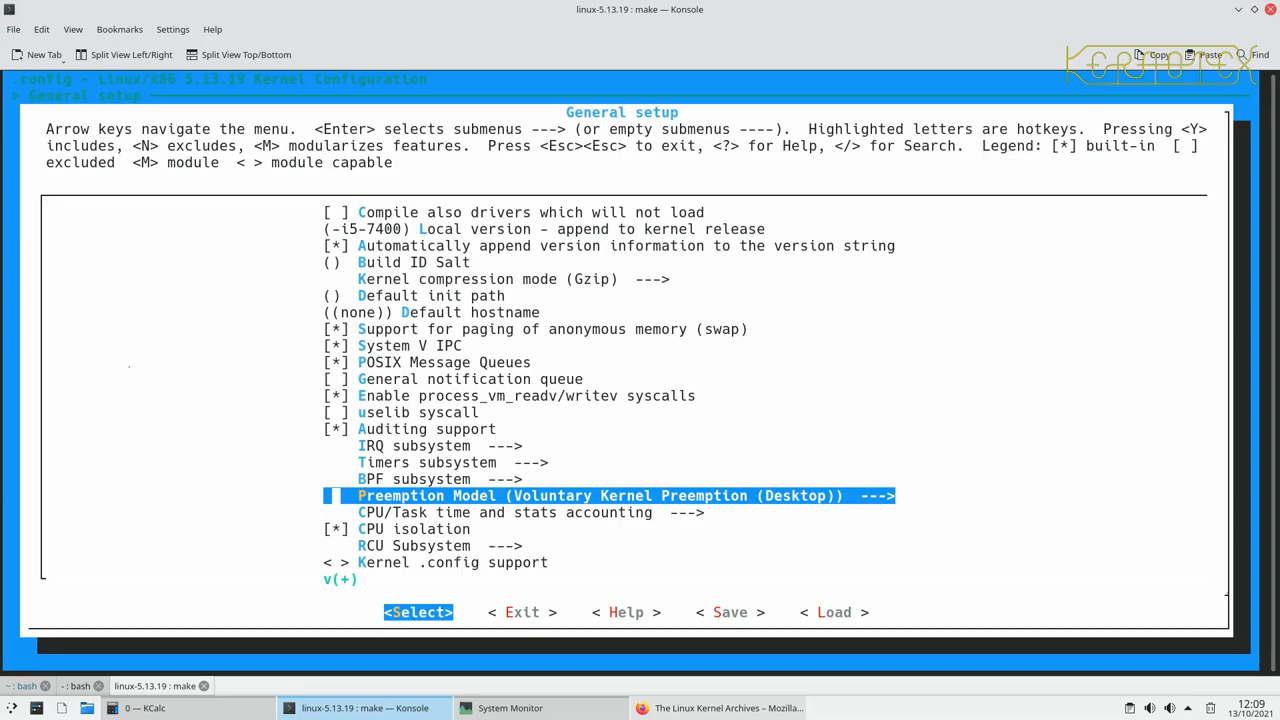 linux-5.13.19 : make — Konsole
File Edit View Bookmarks Settings Help
New Tab Split View Left/Right Split View Top/Bottom Copy Paste Find
KERNOTEX
.config - Linux/x86 5.13.19 Kernel Configuration
> General setup
General setup
Arrow keys navigate the menu. <Enter> selects submenus ---> (or empty submenus ----). Highlighted letters are hotkeys. Pressing <Y>
includes, <N> excludes, <M> modularizes features. Press <Esc><Esc> to exit, <?> for Help, </> for Search. Legend: [*] built-in [ ]
excluded <M> module < > module capable
[ ] Compile also drivers which will not load
(-i5-7400) Local version - append to kernel release
[*] Automatically append version information to the version string
() Build ID Salt
Kernel compression mode (Gzip) --->
() Default init path
((none)) Default hostname
[*] Support for paging of anonymous memory (swap)
[*] System V IPC
[*] POSIX Message Queues
[ ] General notification queue
[*] Enable process_vm_readv/writev syscalls
[ ] uselib syscall
[*] Auditing support
IRQ subsystem --->
Timers subsystem --->
BPF subsystem --->
Preemption Model (Voluntary Kernel Preemption (Desktop)) --->
CPU/Task time and stats accounting --->
[*] CPU isolation
RCU Subsystem --->
< > Kernel .config support
v(+)
<Select> < Exit > < Help > < Save > < Load >
~ : bash - : bash linux-5.13.19 : make
0 — KCalc linux-5.13.19 : make — Konsole System Monitor The Linux Kernel Archives – Mozilla... 12:09
13/10/2021